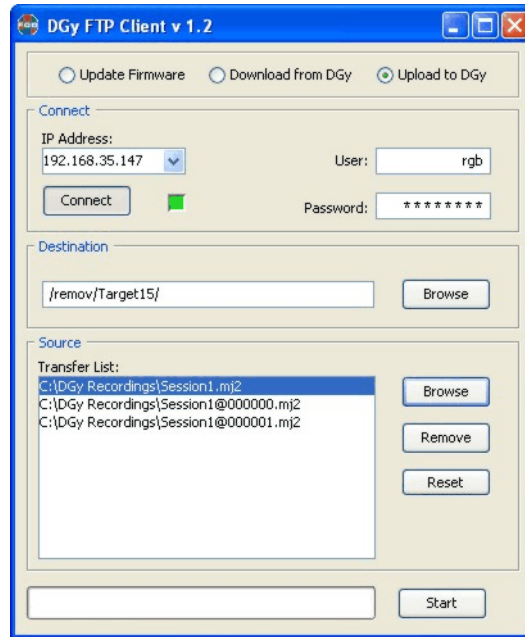 DGy FTP Client v 1.2
Update Firmware Download from DGy Upload to DGy
Connect
IP Address:
192.168.35.147 User: rgb
Connect Password: ********
Destination
/remov/Target15/ Browse
Source
Transfer List:
C:\DGy Recordings\Session1.mj2 Browse
C:\DGy Recordings\Session1@000000.mj2
C:\DGy Recordings\Session1@000001.mj2
Remove
Reset
Start